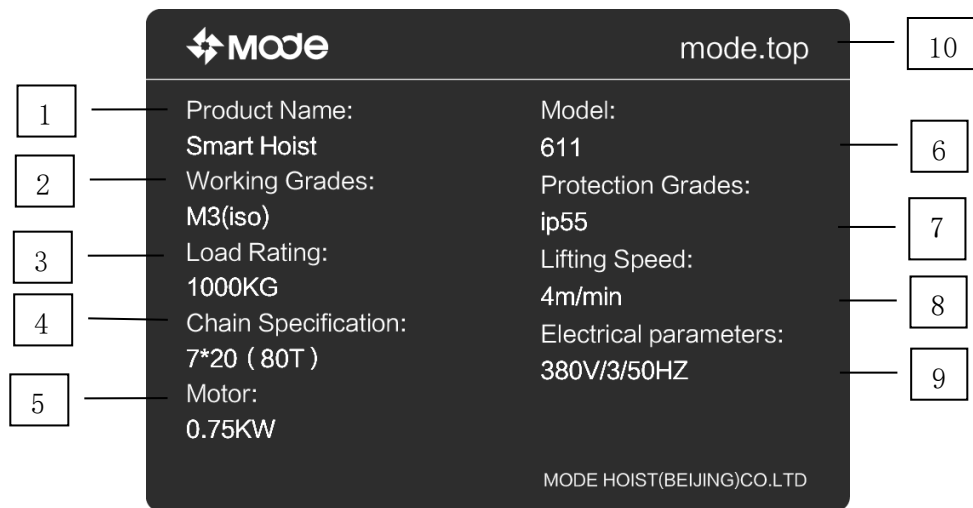 MODE
mode.top
10
1
Product Name:
Smart Hoist
2
Working Grades:
M3(iso)
3
Load Rating:
1000KG
4
Chain Specification:
7*20 ( 80T )
5
Motor:
0.75KW
Model:
611
6
Protection Grades:
ip55
7
Lifting Speed:
4m/min
8
Electrical parameters:
380V/3/50HZ
9
MODE HOIST(BEIJING)CO.LTD